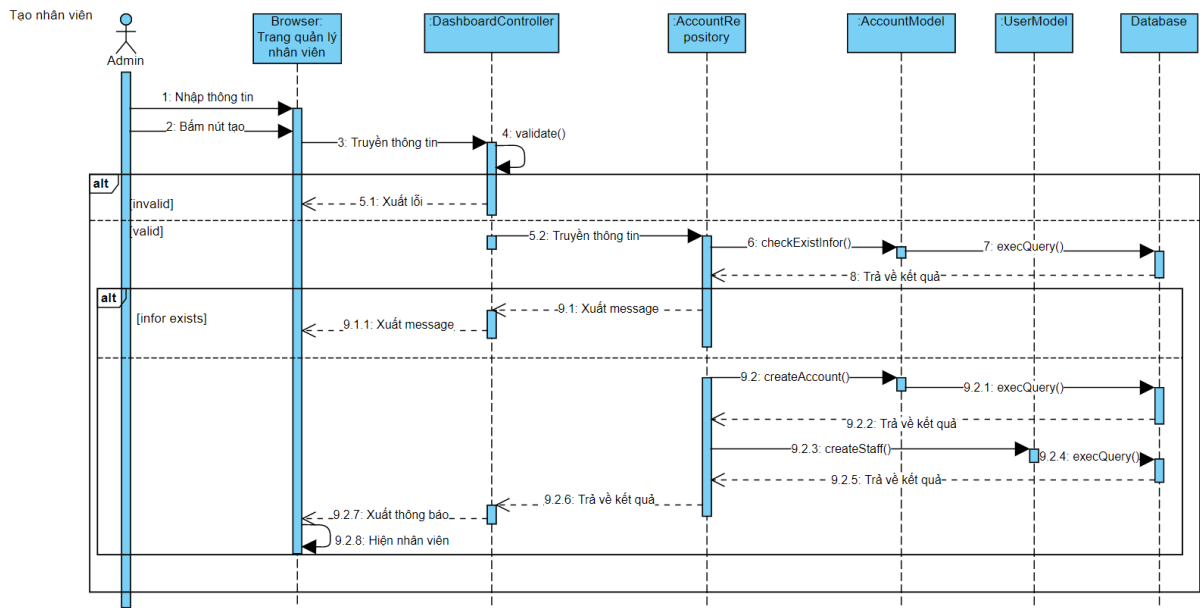 Tạo nhân viên
Admin
Browser:
Trang quản lý
nhân viên
:DashboardController
:AccountRe
pository
:AccountModel
:UserModel
Database
1: Nhập thông tin
2: Bấm nút tạo
3: Truyền thông tin
4: validate()
alt
[invalid]
5.1: Xuất lỗi
[valid]
5.2: Truyền thông tin
6: checkExistInfor()
7: execQuery()
8: Trả về kết quả
alt
[infor exists]
9.1: Xuất message
9.1.1: Xuất message
9.2: createAccount()
9.2.1: execQuery()
9.2.2: Trả về kết quả
9.2.3: createStaff()
9.2.4: execQuery()
9.2.5: Trả về kết quả
9.2.6: Trả về kết quả
9.2.7: Xuất thông báo
9.2.8: Hiện nhân viên